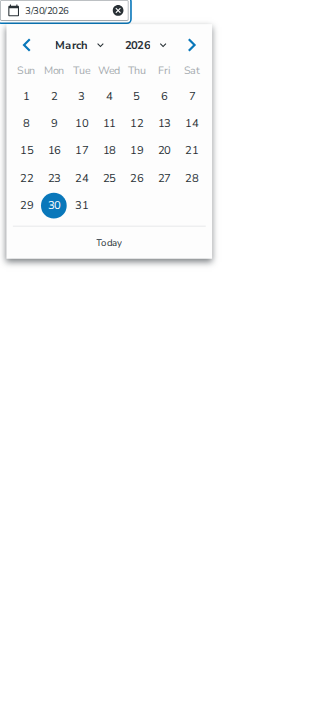 3/30/2026
March 2026
Sun Mon Tue Wed Thu Fri Sat
1 2 3 4 5 6 7
8 9 10 11 12 13 14
15 16 17 18 19 20 21
22 23 24 25 26 27 28
29 30 31
Today